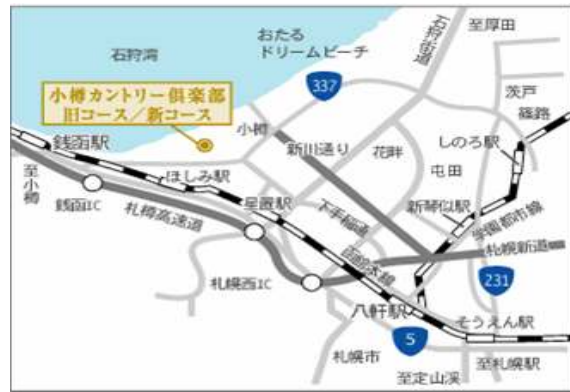 至厚田
石狩街道
おたる
ドリームビーチ
石狩湾
337
茨戸
篠路
小樽カントリー倶楽部
旧コース／新コース
小樽
銭函駅
新川通り
花畔
しのろ駅
屯田
ほしみ駅
至小樽
星置駅
下手稲通
新琴似駅
学園都市線
銭函IC
札樽高速道
函館本線
札幌新道
札幌西IC
231
八軒駅
そうえん駅
5
札幌市
至札幌駅
至定山渓